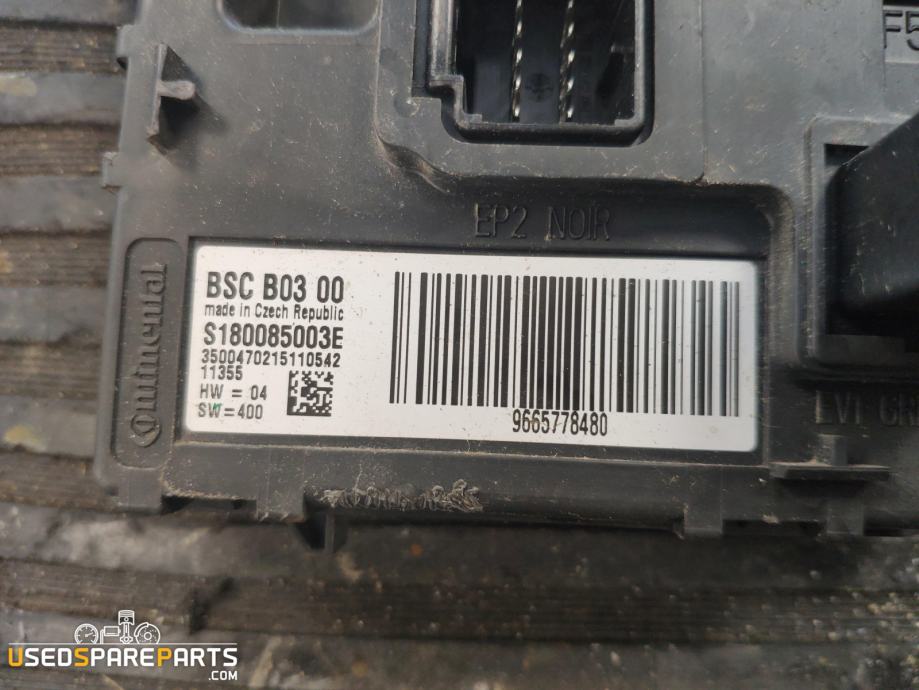 F5
EP2 NOIR
Continental
BSC B03 00
made in Czech Republic
S180085003E
3500470215110542
11355
HW = 04
SW=400
9665778480
USEDSPAREPARTS
.COM